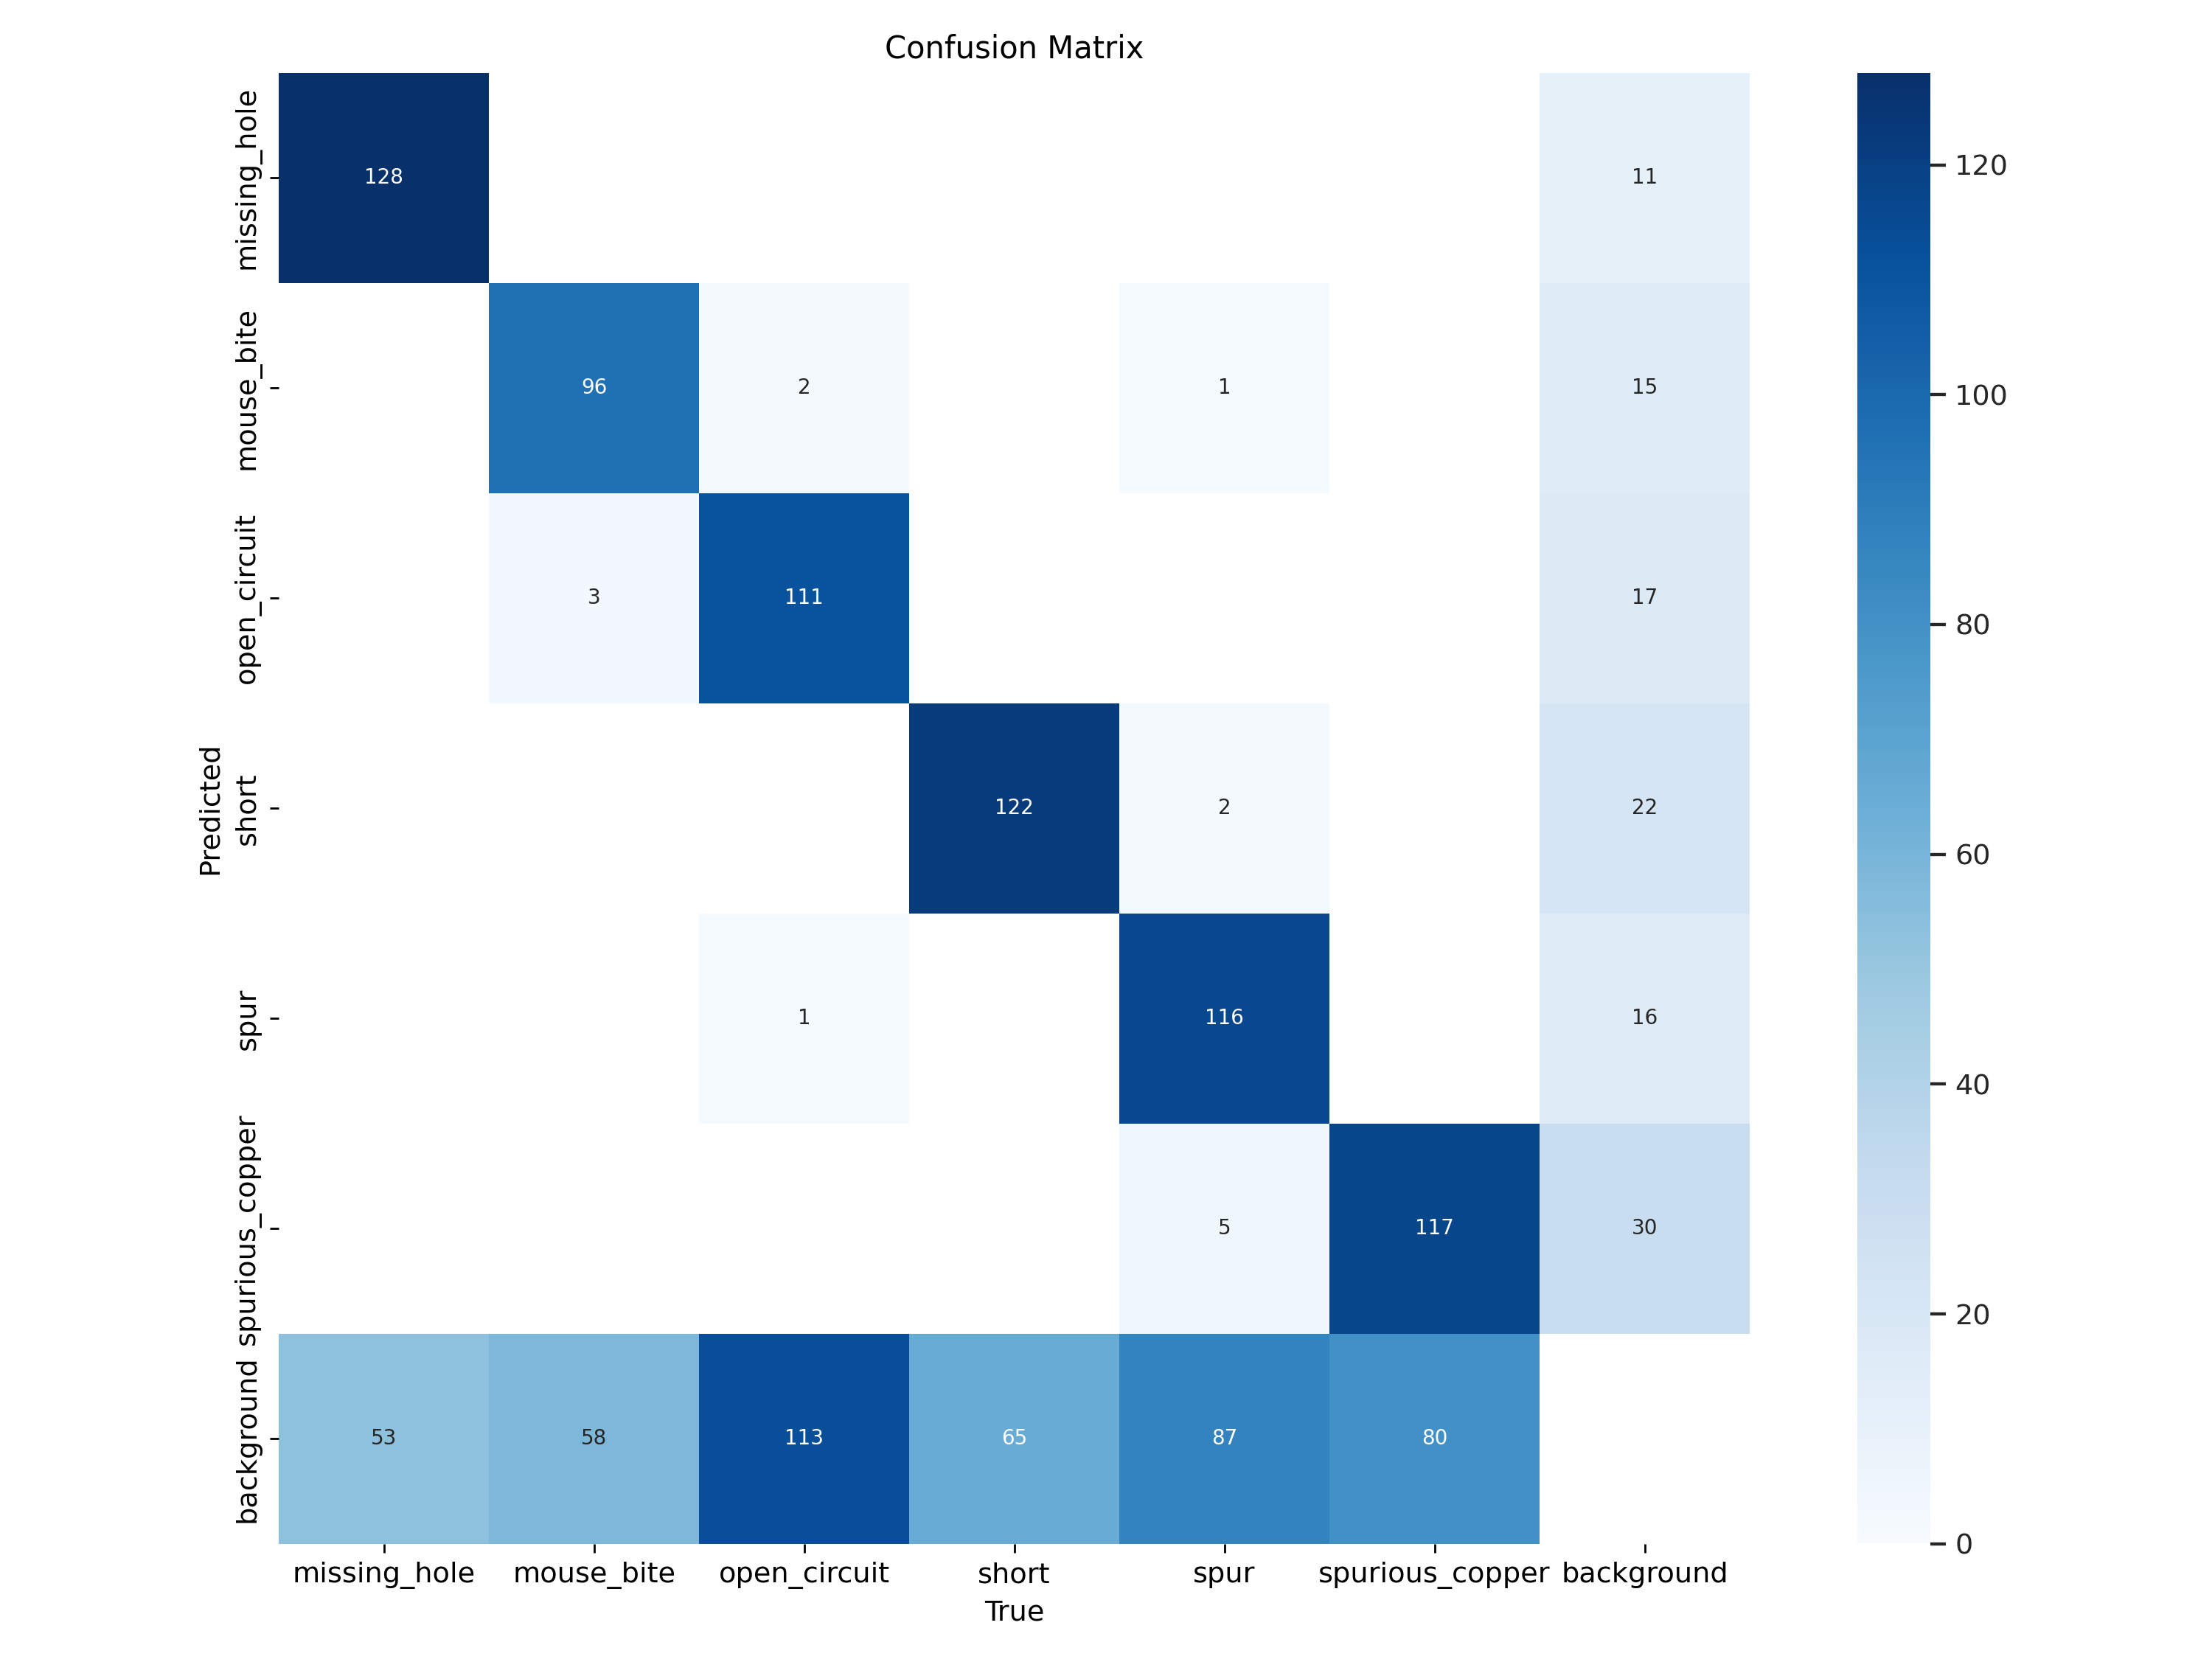 Confusion Matrix
missing_hole 128 11
mouse_bite 96 2 1 15
open_circuit 3 111 17
short 122 2 22
spur 1 116 16
spurious_copper 5 117 30
background 53 58 113 65 87 80
Predicted
missing_hole mouse_bite open_circuit short spur spurious_copper background
True
120
100
80
60
40
20
0